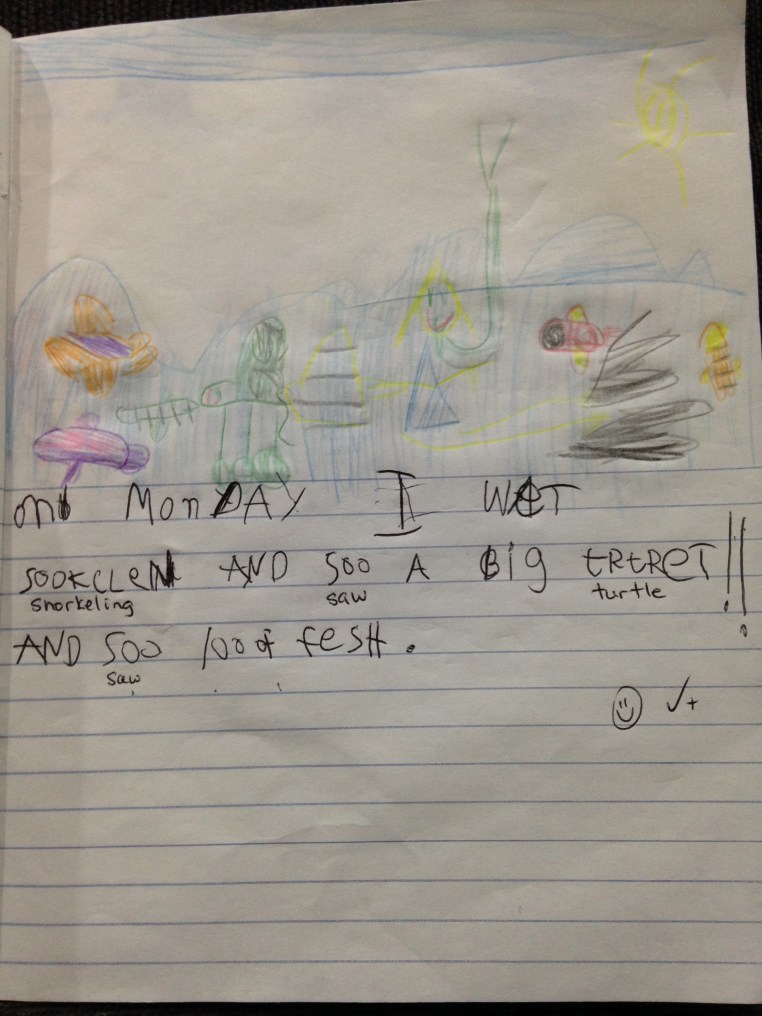 on MonDAY I WeT
SOOKCLEN AND SOO A BiG tRtReT!!
snorkeling saw turtle
AND SOO 100 of feSH.
saw
✓+